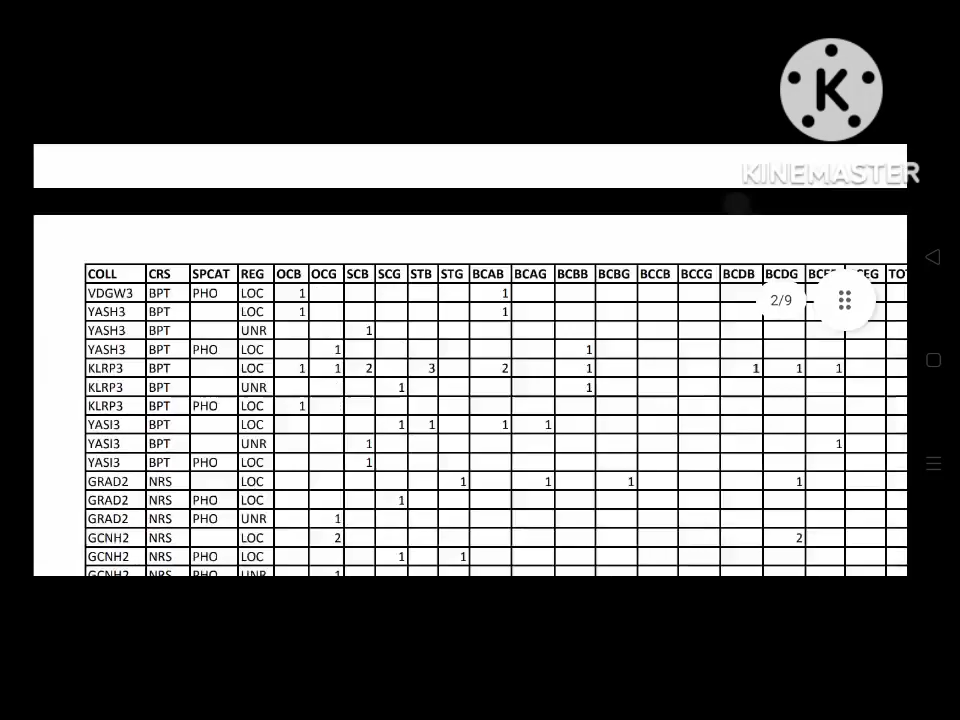 K
KINEMASTER
COLL CRS SPCAT REG OCB OCG SCB SCG STB STG BCAB BCAG BCBB BCBG BCCB BCCG BCDB BCDG
VDGW3 BPT PHO LOC 1 1
2/9
YASH3 BPT LOC 1 1
YASH3 BPT UNR 1
YASH3 BPT PHO LOC 1 1
KLRP3 BPT LOC 1 1 2 3 2 1 1 1 1
KLRP3 BPT UNR 1 1
KLRP3 BPT PHO LOC 1
YASI3 BPT LOC 1 1 1 1
YASI3 BPT UNR 1 1
YASI3 BPT PHO LOC 1
GRAD2 NRS LOC 1 1 1 1
GRAD2 NRS PHO LOC 1
GRAD2 NRS PHO UNR 1
GCNH2 NRS LOC 2 2
GCNH2 NRS PHO LOC 1 1
GCNH2 NRS PHO UNR 1